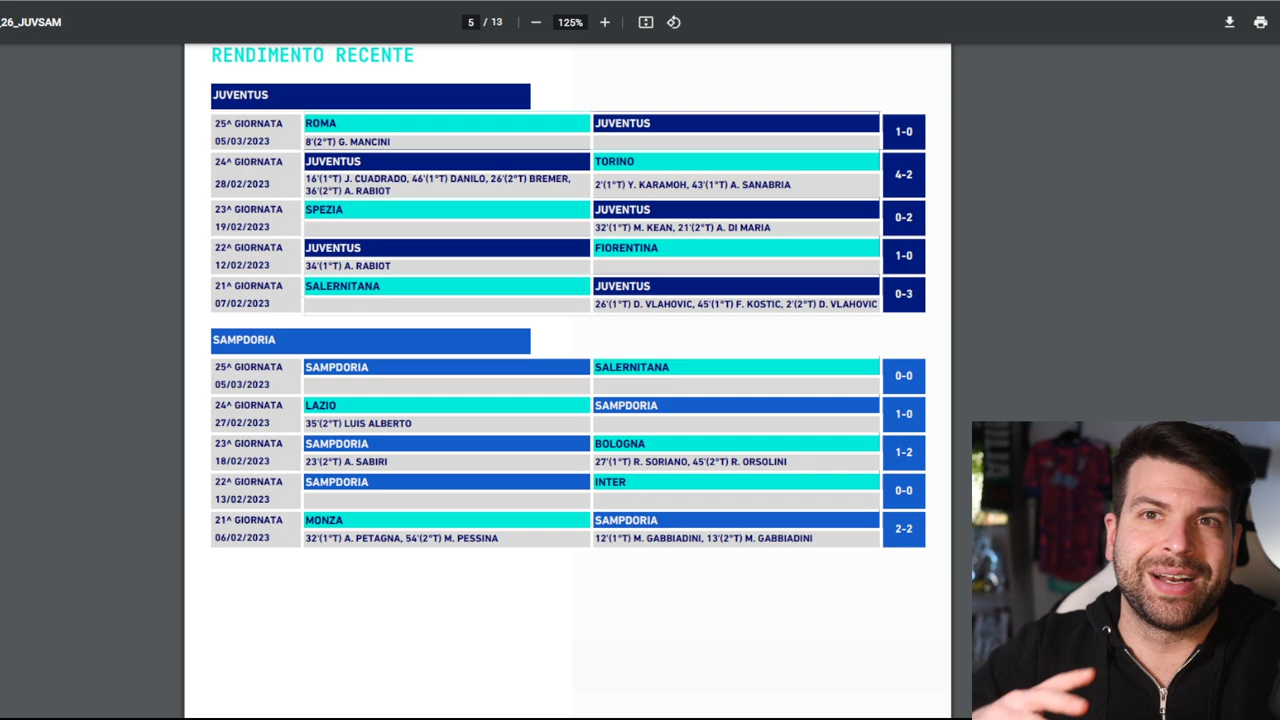 _26_JUVSAM
5 / 13
125%
RENDIMENTO RECENTE
JUVENTUS
25^ GIORNATA ROMA JUVENTUS 1-0
05/03/2023 8'(2°T) G. MANCINI
24^ GIORNATA JUVENTUS TORINO 4-2
28/02/2023 16'(1°T) J. CUADRADO, 46'(1°T) DANILO, 26'(2°T) BREMER, 2'(1°T) Y. KARAMOH, 43'(1°T) A. SANABRIA
36'(2°T) A. RABIOT
23^ GIORNATA SPEZIA JUVENTUS 0-2
19/02/2023 32'(1°T) M. KEAN, 21'(2°T) A. DI MARIA
22^ GIORNATA JUVENTUS FIORENTINA 1-0
12/02/2023 34'(1°T) A. RABIOT
21^ GIORNATA SALERNITANA JUVENTUS 0-3
07/02/2023 26'(1°T) D. VLAHOVIC, 45'(1°T) F. KOSTIC, 2'(2°T) D. VLAHOVIC
SAMPDORIA
25^ GIORNATA SAMPDORIA SALERNITANA 0-0
05/03/2023
24^ GIORNATA LAZIO SAMPDORIA 1-0
27/02/2023 35'(2°T) LUIS ALBERTO
23^ GIORNATA SAMPDORIA BOLOGNA 1-2
18/02/2023 23'(2°T) A. SABIRI 27'(1°T) R. SORIANO, 45'(2°T) R. ORSOLINI
22^ GIORNATA SAMPDORIA INTER 0-0
13/02/2023
21^ GIORNATA MONZA SAMPDORIA 2-2
06/02/2023 32'(1°T) A. PETAGNA, 54'(2°T) M. PESSINA 12'(1°T) M. GABBIADINI, 13'(2°T) M. GABBIADINI